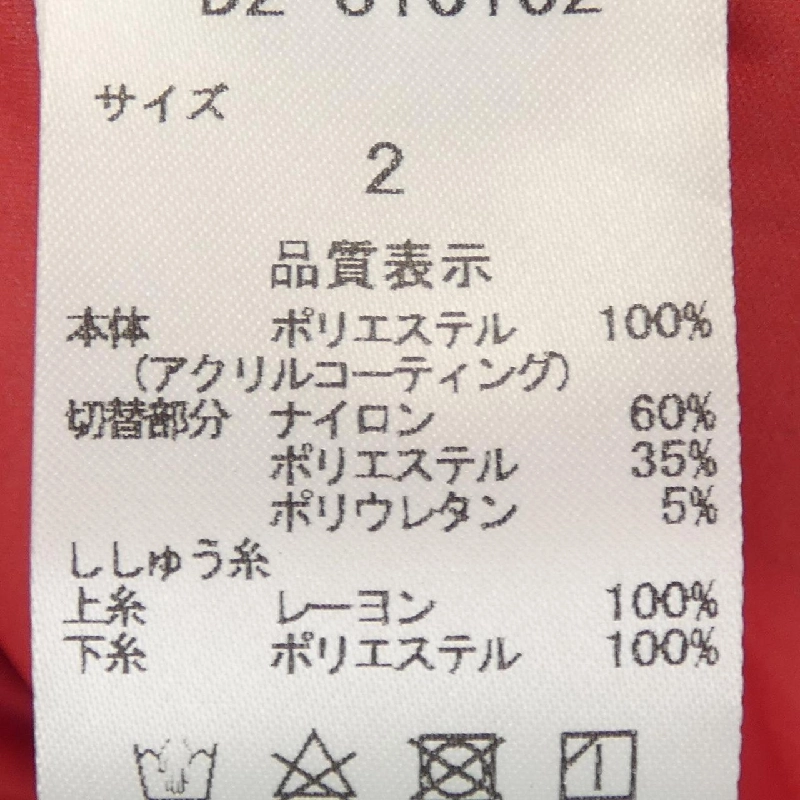 サイズ
2
品質表示
本体 ポリエステル 100%
(アクリルコーティング)
切替部分 ナイロン 60%
ポリエステル 35%
ポリウレタン 5%
ししゅう糸
上糸 レーヨン 100%
下糸 ポリエステル 100%